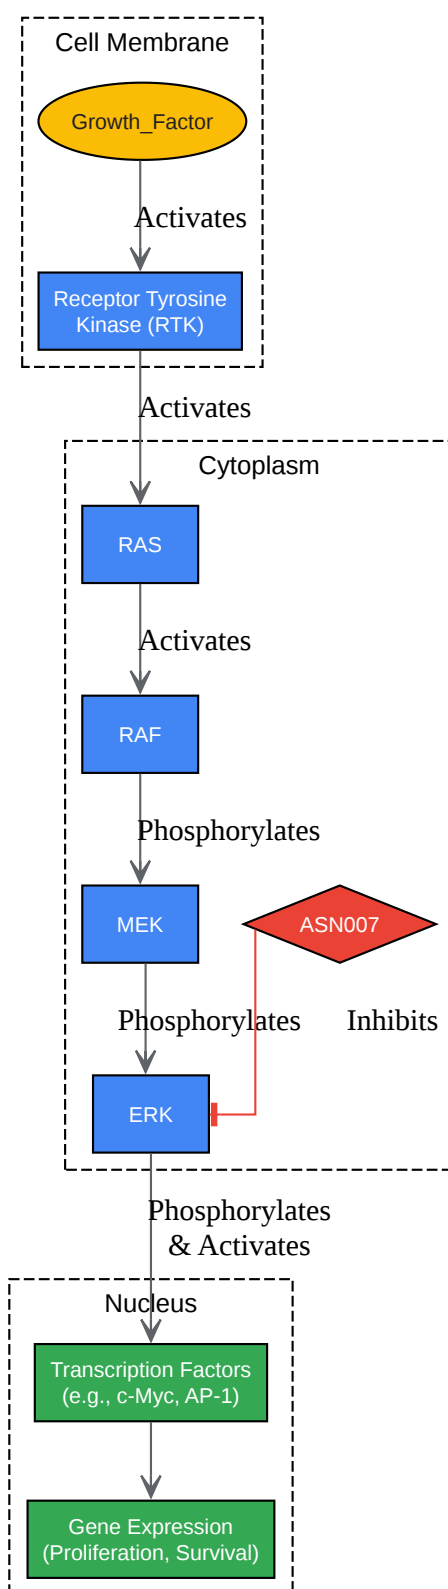 Cell Membrane
Growth_Factor
Activates
Receptor Tyrosine
Kinase (RTK)
Activates
Cytoplasm
RAS
Activates
RAF
Phosphorylates
MEK
ASN007
Phosphorylates
Inhibits
ERK
Phosphorylates
& Activates
Nucleus
Transcription Factors
(e.g., c-Myc, AP-1)
Gene Expression
(Proliferation, Survival)